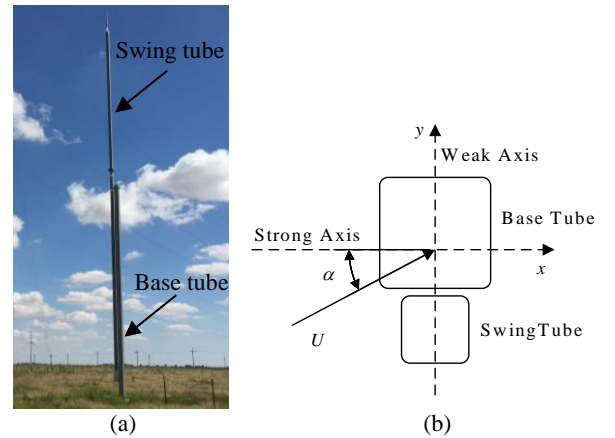 Swing tube
Base tube
(a)
y
Weak Axis
Base Tube
Strong Axis
x
α
U
SwingTube
(b)